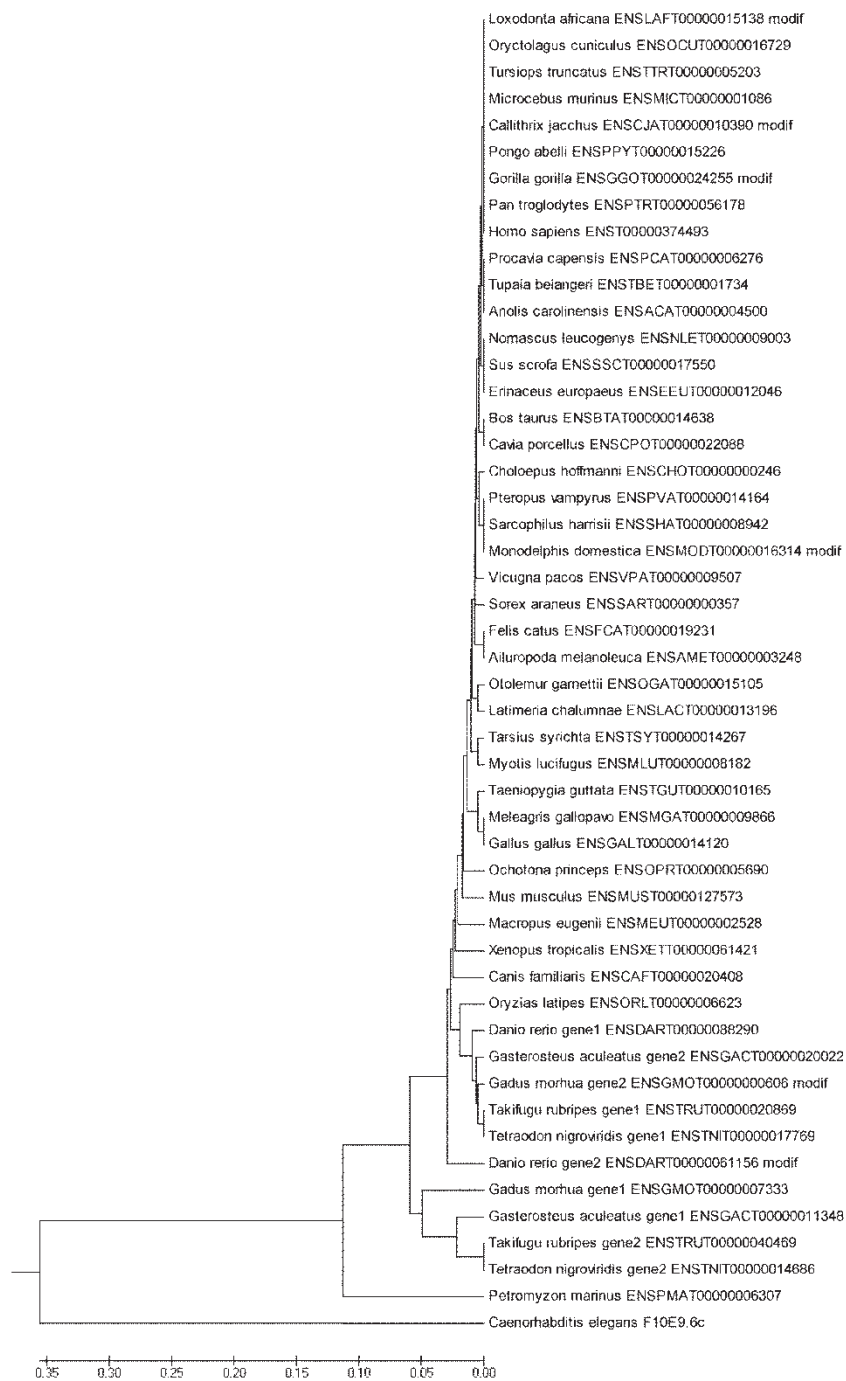 Loxodonta africana ENSLAFT00000015138 modif
Oryctolagus cuniculus ENSOCUT00000016729
Tursiops truncatus ENSTTRT00000005203
Microcebus murinus ENSMICT00000001086
Callithrix jacchus ENSCJAT00000010390 modif
Pongo abelli ENSPPYT00000015226
Gorilla gorilla ENSGGOT00000024255 modif
Pan troglodytes ENSPTRT00000056178
Homo sapiens ENST00000374493
Procavia capensis ENSPCAT00000006276
Tupaia belangeri ENSTBET00000001734
Anolis carolinensis ENSACAT00000004500
Nomascus leucogenys ENSNLET00000009003
Sus scrofa ENSSSCT00000017550
Erinaceus europaeus ENSEEUT00000012046
Bos taurus ENSBTAT00000014638
Cavia porcellus ENSCPOT00000022088
Choloepus hoffmanni ENSCHOT00000000246
Pteropus vampyrus ENSPVAT00000014164
Sarcophilus harrisii ENSSHAT00000008942
Monodelphis domestica ENSMODT00000016314 modif
Vicugna pacos ENSVPAT00000009507
Sorex araneus ENSSART00000000357
Felis catus ENSFCAT00000019231
Ailuropoda melanoleuca ENSAMET00000003248
Otolemur garnettii ENSOGAT00000015105
Latimeria chalumnae ENSLACT00000013196
Tarsius syrichta ENSTSYT00000014267
Myotis lucifugus ENSMLUT00000008182
Taeniopygia guttata ENSTGUT00000010165
Meleagris gallopavo ENSMGAT00000009866
Gallus gallus ENSGALT00000014120
Ochotona princeps ENSOPRT00000005690
Mus musculus ENSMUST00000127573
Macropus eugenii ENSMEUT00000002528
Xenopus tropicalis ENSXETT00000061421
Canis familiaris ENSCAFT00000020408
Oryzias latipes ENSORLT00000006623
Danio rerio gene1 ENSDART00000088290
Gasterosteus aculeatus gene2 ENSGACT00000020022
Gadus morhua gene2 ENSGMOT00000000606 modif
Takifugu rubripes gene1 ENSTRUT00000020869
Tetraodon nigroviridis gene1 ENSTNIT00000017769
Danio rerio gene2 ENSDART00000061156 modif
Gadus morhua gene1 ENSGMOT00000007333
Gasterosteus aculeatus gene1 ENSGACT00000011348
Takifugu rubripes gene2 ENSTRUT00000040469
Tetraodon nigroviridis gene2 ENSTNIT00000014686
Petromyzon marinus ENSPMAT00000006307
Caenorhabditis elegans F10E9.6c
0.35 0.30 0.25 0.20 0.15 0.10 0.05 0.00